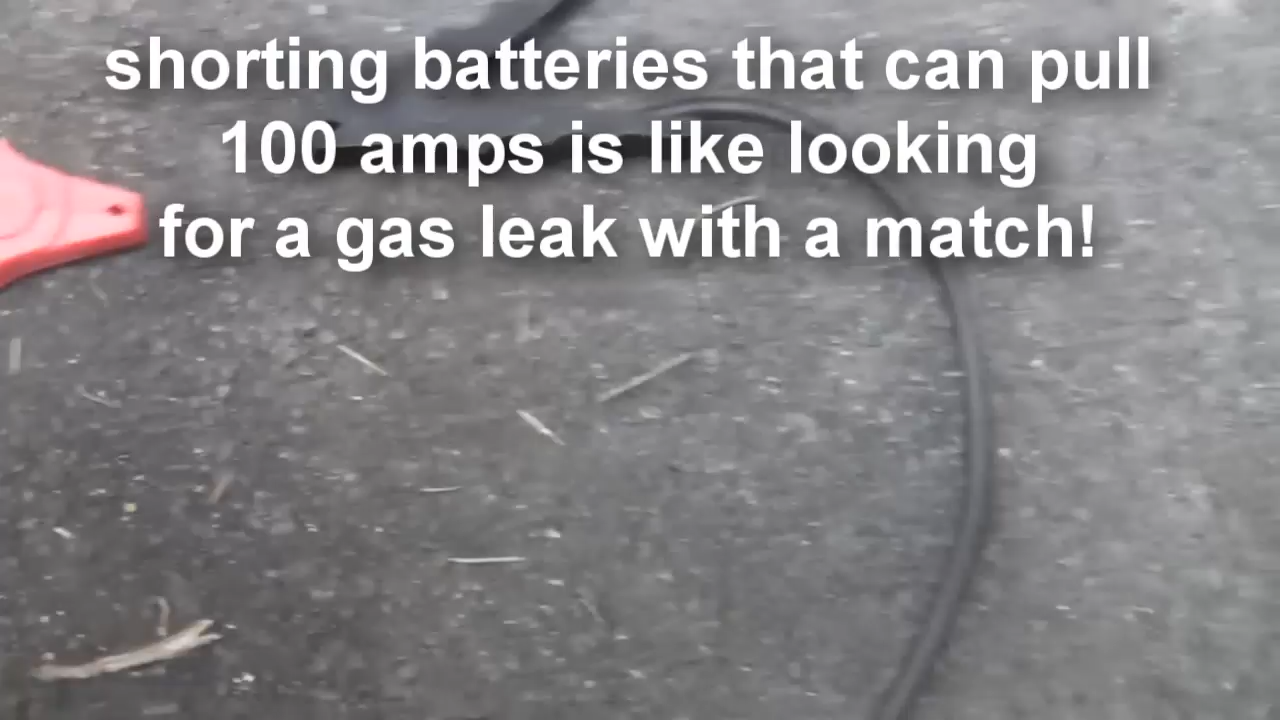 shorting batteries that can pull
100 amps is like looking
for a gas leak with a match!